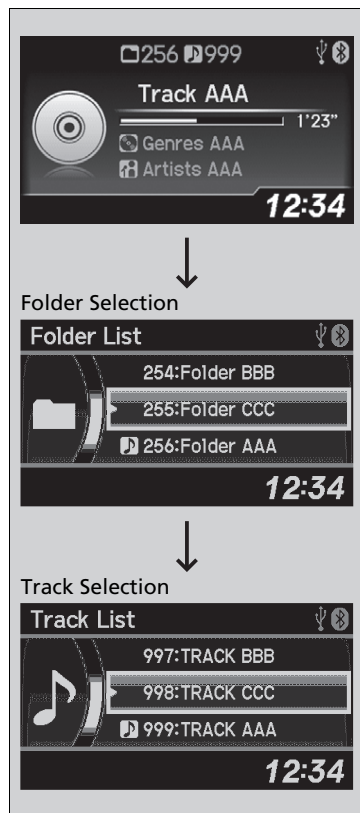 256 999
Track AAA
1'23"
Genres AAA
Artists AAA
12:34
Folder Selection
Folder List
254:Folder BBB
255:Folder CCC
256:Folder AAA
12:34
Track Selection
Track List
997:TRACK BBB
998:TRACK CCC
999:TRACK AAA
12:34